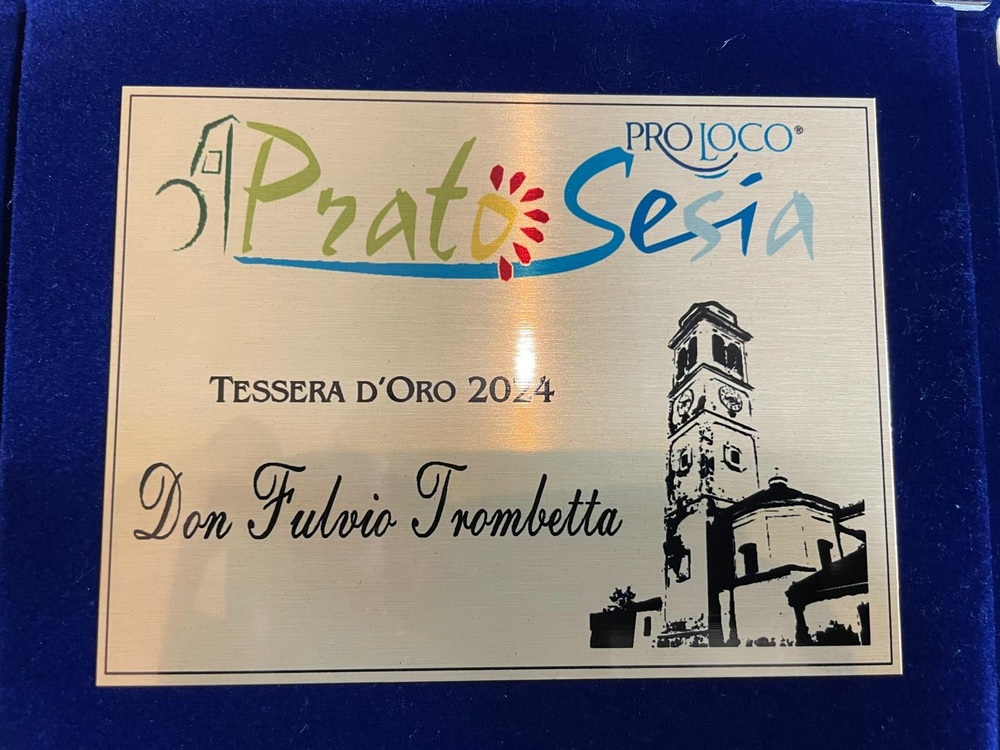 PRO LOCO®
Prato Sesia
TESSERA D'ORO 2024
Don Fulvio Trombetta